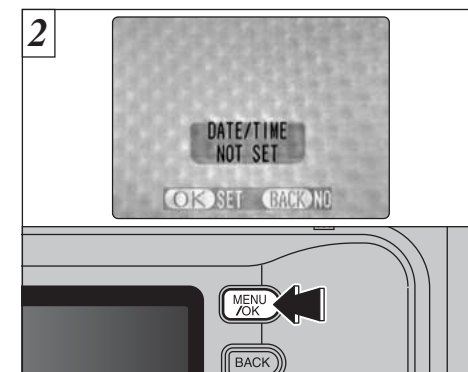 2
DATE/TIME
NOT SET
OK SET BACK NO
MENU
/OK
BACK